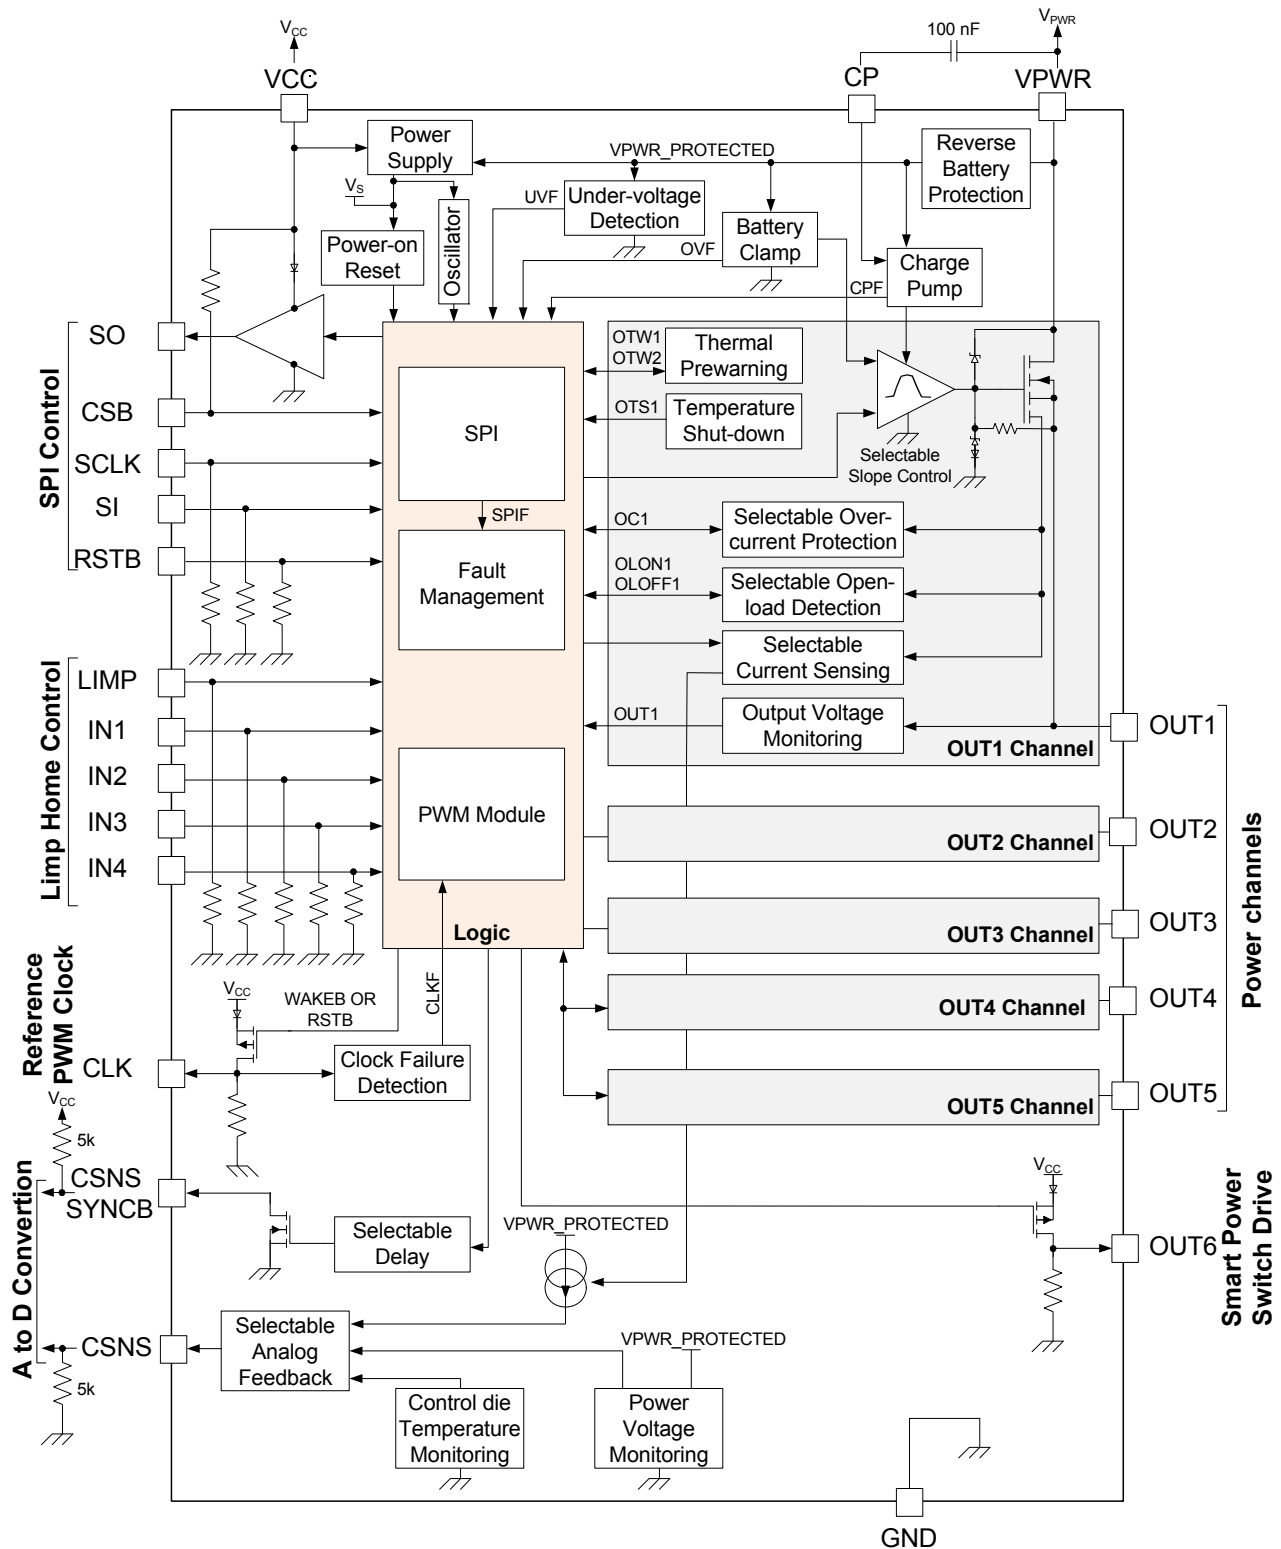 V_CC
VCC
100 nF
V_PWR
CP
VPWR
Power
Supply
VPWR_PROTECTED
Reverse
Battery
Protection
V_S
UVF
Under-voltage
Detection
Oscillator
Power-on
Reset
OVF
Battery
Clamp
CPF
Charge
Pump
SPI Control
SO
CSB
SCLK
SI
RSTB
SPI
SPIF
Fault
Management
PWM Module
Logic
OTW1
OTW2
Thermal
Prewarning
OTS1
Temperature
Shut-down
Selectable
Slope Control
OC1
Selectable Over-
current Protection
OLON1
OLOFF1
Selectable Open-
load Detection
Selectable
Current Sensing
OUT1
Output Voltage
Monitoring
OUT1 Channel
OUT1
Limp Home Control
LIMP
IN1
IN2
IN3
IN4
OUT2 Channel
OUT2
OUT3 Channel
OUT3
OUT4 Channel
OUT4
OUT5 Channel
OUT5
Power channels
Reference
PWM Clock
V_CC
WAKEB OR
RSTB
CLKF
CLK
Clock Failure
Detection
V_CC
5k
A to D Convertion
CSNS
SYNCB
Selectable
Delay
VPWR_PROTECTED
V_CC
OUT6
Smart Power
Switch Drive
CSNS
5k
Selectable
Analog
Feedback
VPWR_PROTECTED
Control die
Temperature
Monitoring
Power
Voltage
Monitoring
GND